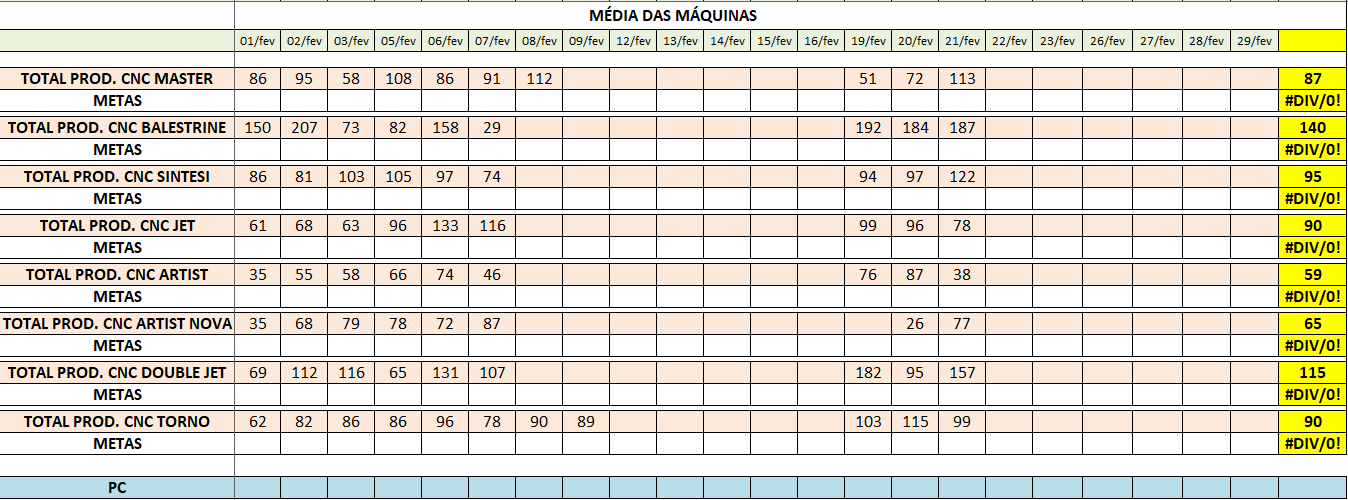 MÉDIA DAS MÁQUINAS
01/fev 02/fev 03/fev 05/fev 06/fev 07/fev 08/fev 09/fev 12/fev 13/fev 14/fev 15/fev 16/fev 19/fev 20/fev 21/fev 22/fev 23/fev 26/fev 27/fev 28/fev 29/fev
TOTAL PROD. CNC MASTER 86 95 58 108 86 91 112 51 72 113 87
METAS #DIV/0!
TOTAL PROD. CNC BALESTRINE 150 207 73 82 158 29 192 184 187 140
METAS #DIV/0!
TOTAL PROD. CNC SINTESI 86 81 103 105 97 74 94 97 122 95
METAS #DIV/0!
TOTAL PROD. CNC JET 61 68 63 96 133 116 99 96 78 90
METAS #DIV/0!
TOTAL PROD. CNC ARTIST 35 55 58 66 74 46 76 87 38 59
METAS #DIV/0!
TOTAL PROD. CNC ARTIST NOVA 35 68 79 78 72 87 26 77 65
METAS #DIV/0!
TOTAL PROD. CNC DOUBLE JET 69 112 116 65 131 107 182 95 157 115
METAS #DIV/0!
TOTAL PROD. CNC TORNO 62 82 86 86 96 78 90 89 103 115 99 90
METAS #DIV/0!
PC